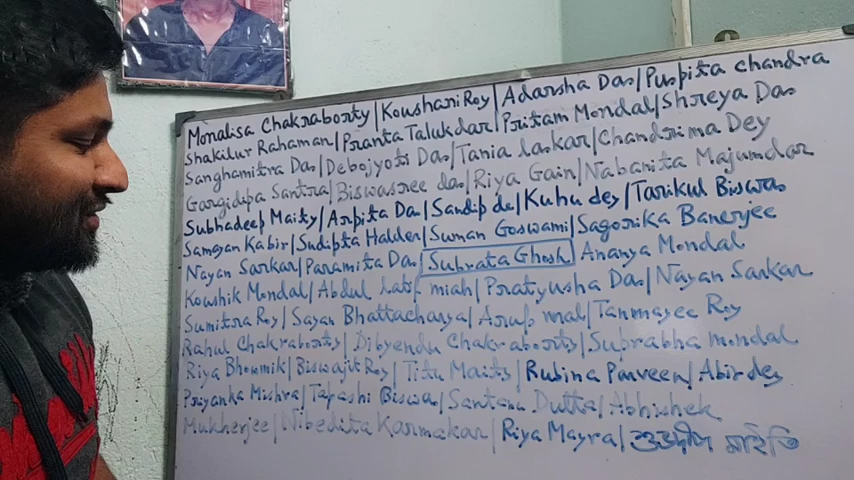 Monalisa Chakraborty/Koushani Roy/Adarsha Das/Puspita chandra
Shakilur Rahaman/Pranta Talukdar/Pritam Mondal/Shreya Das
Sanghamitra Das/Debojyoti Das/Tania laskar/Chandrima Dey
Gargidipa Santra/Biswasree das/Riya Gain/Nabanita Majumdar
Subhadeep Maity/Arpita Das/Sandip de/Kuhu dey/Tarikul Biswas
Samayan Kabir/Sudipta Halder/Suman Goswami/Sagorika Banerjee
Nayan Sarkar/Paramita Das/Subrata Ghosh Ananya Mondal
Koushik Mondal/Abdul latif miah/Pratyusha Das/Nayan Sarkar
Sumitra Roy/Sayan Bhattacharya/Arup mal/Tanmayee Roy
Rahul Chakraborty/Dibyendu Chakraborty/Suprabha mondal
Riya Bhowmik/Biswajit Roy/Titu Maity/Rubina Parveen/Abir dey
Priyanka Mishra/Tapashi Biswas/Santanu Dutta/Abhishek
Mukherjee/Nibedita Karmakar/Riya Mayra/শুভদীপ মাইতি